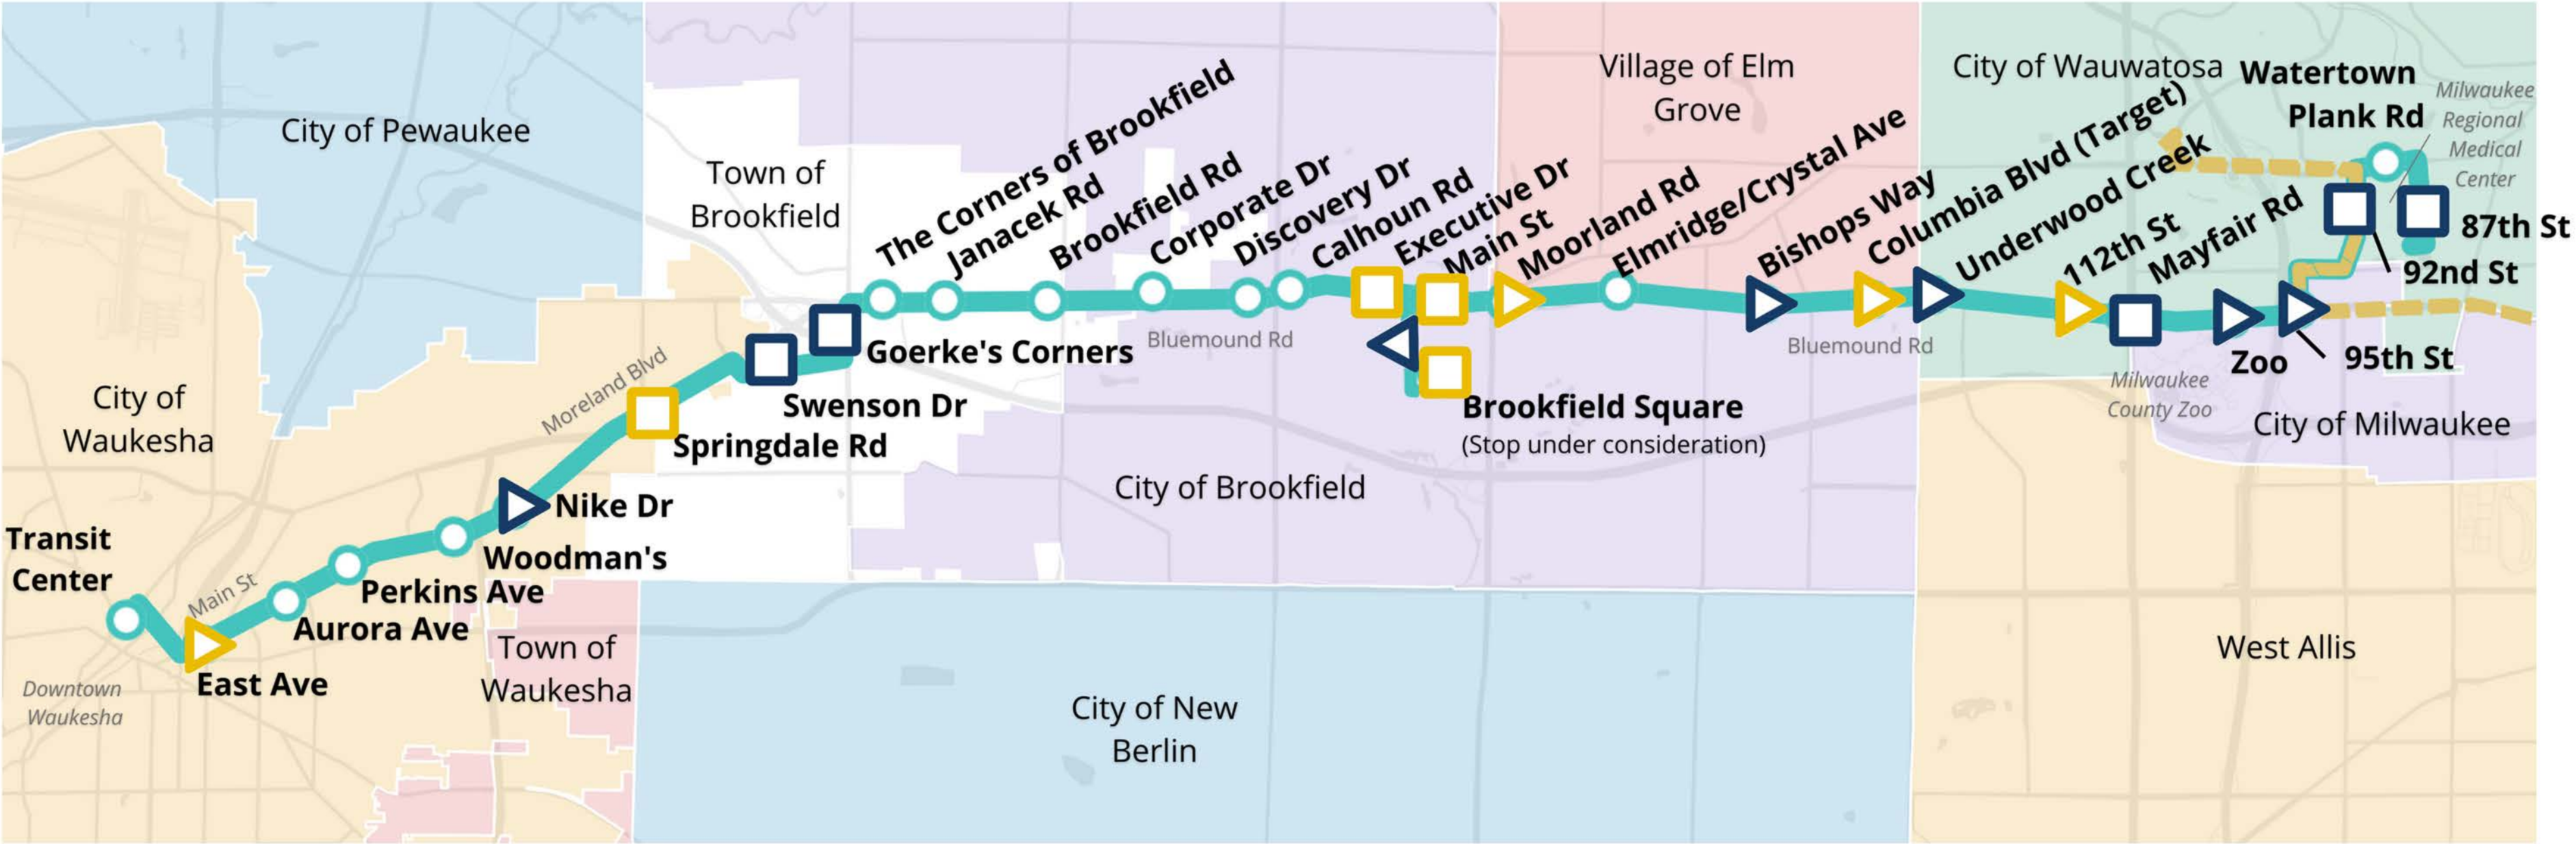 City of Pewaukee
City of
Waukesha
Town of
Brookfield
Village of Elm
Grove
City of Wauwatosa
Watertown
Plank Rd
Milwaukee
Regional
Medical
Center
87th St
92nd St
95th St
Zoo
Mayfair Rd
112th St
Underwood Creek
Columbia Blvd (Target)
Bishops Way
Elmridge/Crystal Ave
Moorland Rd
Main St
Executive Dr
Calhoun Rd
Discovery Dr
Corporate Dr
Brookfield Rd
Janacek Rd
The Corners of Brookfield
Goerke's Corners
Swenson Dr
Springdale Rd
Nike Dr
Woodman's
Perkins Ave
Aurora Ave
East Ave
Transit
Center
Main St
Moreland Blvd
Bluemound Rd
Bluemound Rd
Brookfield Square
(Stop under consideration)
City of Brookfield
Milwaukee
County Zoo
City of Milwaukee
Downtown
Waukesha
Town of
Waukesha
City of New
Berlin
West Allis